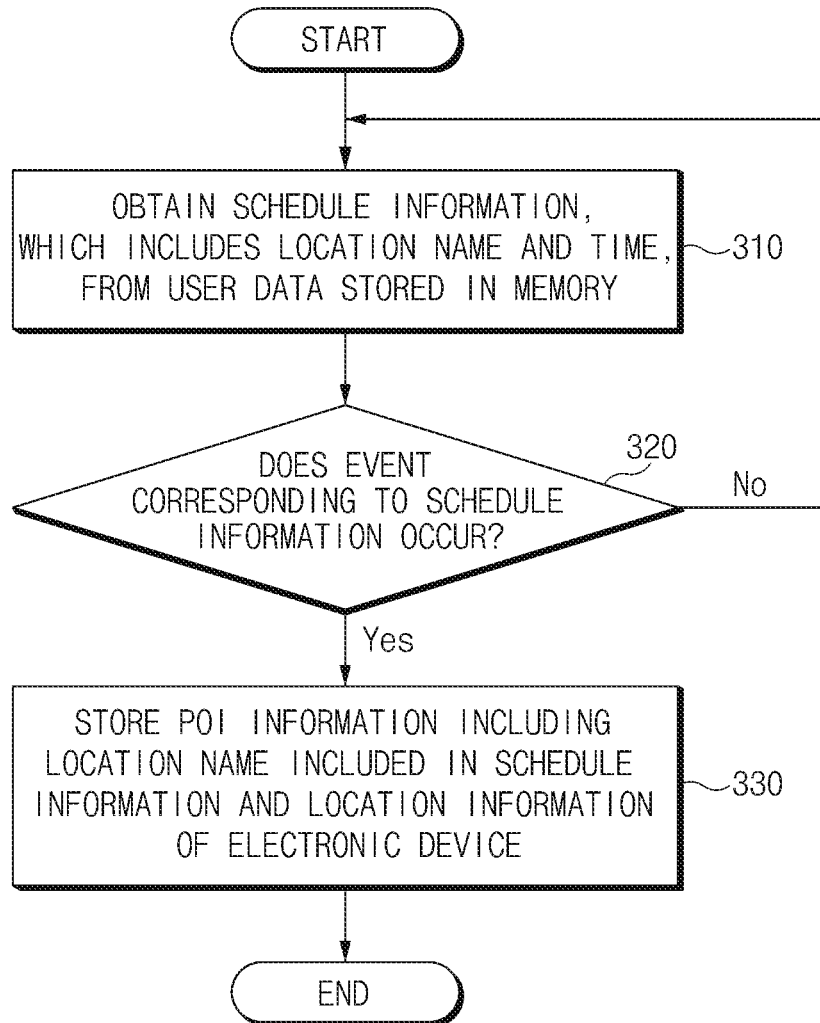 START
OBTAIN SCHEDULE INFORMATION,
WHICH INCLUDES LOCATION NAME AND TIME,
FROM USER DATA STORED IN MEMORY
310
DOES EVENT
CORRESPONDING TO SCHEDULE
INFORMATION OCCUR?
320
No
Yes
STORE POI INFORMATION INCLUDING
LOCATION NAME INCLUDED IN SCHEDULE
INFORMATION AND LOCATION INFORMATION
OF ELECTRONIC DEVICE
330
END